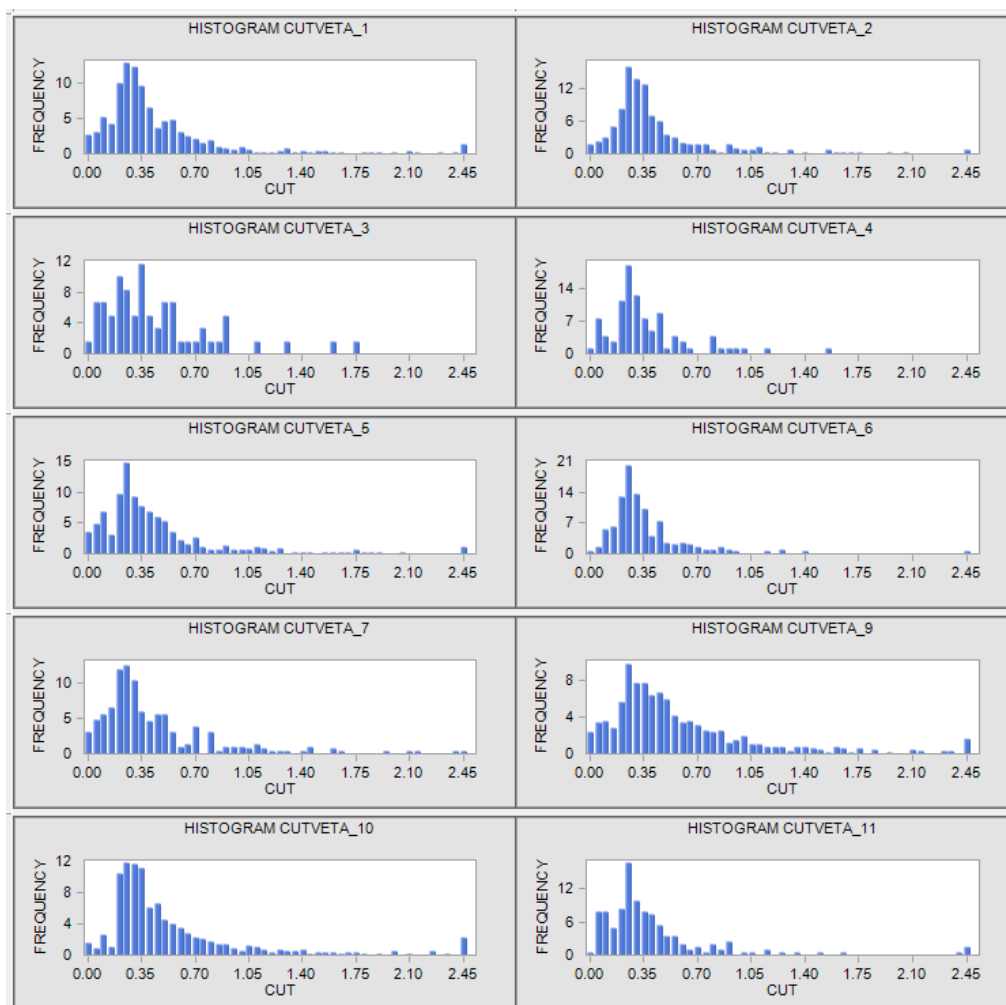 HISTOGRAM CUTVETA_1
FREQUENCY
10
5
0
0.00 0.35 0.70 1.05 1.40 1.75 2.10 2.45
CUT
HISTOGRAM CUTVETA_2
FREQUENCY
12
6
0
0.00 0.35 0.70 1.05 1.40 1.75 2.10 2.45
CUT
HISTOGRAM CUTVETA_3
FREQUENCY
12
8
4
0
0.00 0.35 0.70 1.05 1.40 1.75 2.10 2.45
CUT
HISTOGRAM CUTVETA_4
FREQUENCY
14
7
0
0.00 0.35 0.70 1.05 1.40 1.75 2.10 2.45
CUT
HISTOGRAM CUTVETA_5
FREQUENCY
15
10
5
0
0.00 0.35 0.70 1.05 1.40 1.75 2.10 2.45
CUT
HISTOGRAM CUTVETA_6
FREQUENCY
21
14
7
0
0.00 0.35 0.70 1.05 1.40 1.75 2.10 2.45
CUT
HISTOGRAM CUTVETA_7
FREQUENCY
10
5
0
0.00 0.35 0.70 1.05 1.40 1.75 2.10 2.45
CUT
HISTOGRAM CUTVETA_9
FREQUENCY
8
4
0
0.00 0.35 0.70 1.05 1.40 1.75 2.10 2.45
CUT
HISTOGRAM CUTVETA_10
FREQUENCY
12
8
4
0
0.00 0.35 0.70 1.05 1.40 1.75 2.10 2.45
CUT
HISTOGRAM CUTVETA_11
FREQUENCY
12
6
0
0.00 0.35 0.70 1.05 1.40 1.75 2.10 2.45
CUT